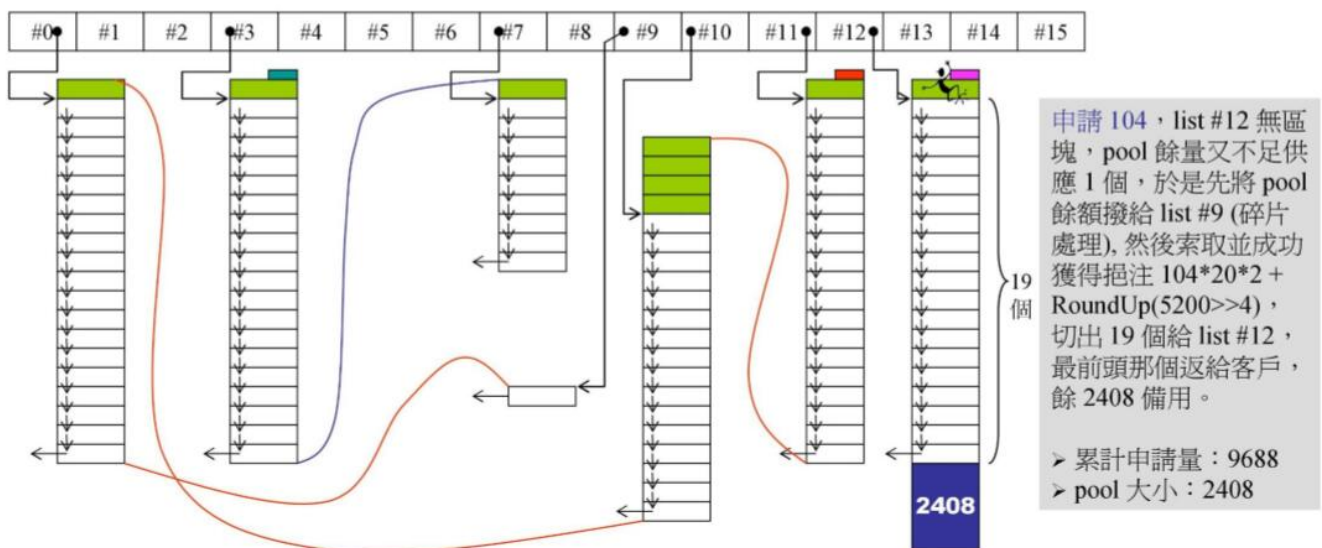 #0 #1 #2 #3 #4 #5 #6 #7 #8 #9 #10 #11 #12 #13 #14 #15
申請 104，list #12 無區
塊，pool 餘量又不足供
應 1 個，於是先將 pool
餘額撥給 list #9 (碎片
處理), 然後索取並成功
獲得挹注 104*20*2 +
RoundUp(5200>>4)，
切出 19 個給 list #12，
最前頭那個返給客戶，
餘 2408 備用。
➢ 累計申請量：9688
➢ pool 大小：2408
19
個
2408